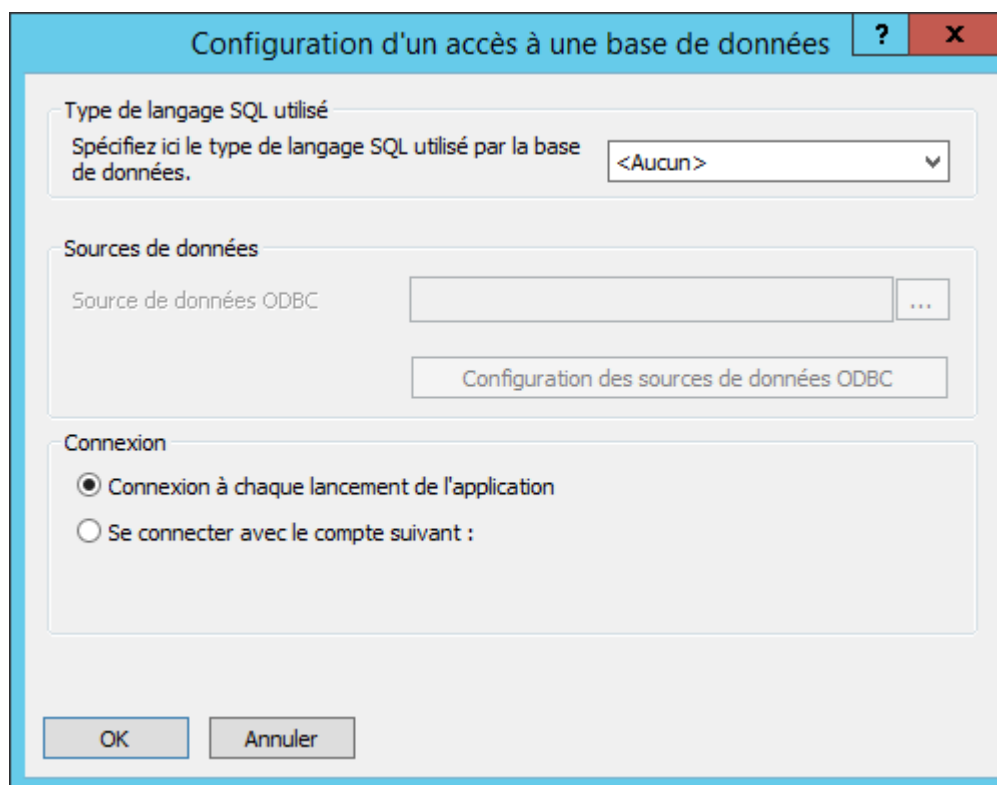 Configuration d'un accès à une base de données
?
x
Type de langage SQL utilisé
Spécifiez ici le type de langage SQL utilisé par la base
de données.
<Aucun>
Sources de données
Source de données ODBC
...
Configuration des sources de données ODBC
Connexion
Connexion à chaque lancement de l'application
Se connecter avec le compte suivant :
OK
Annuler